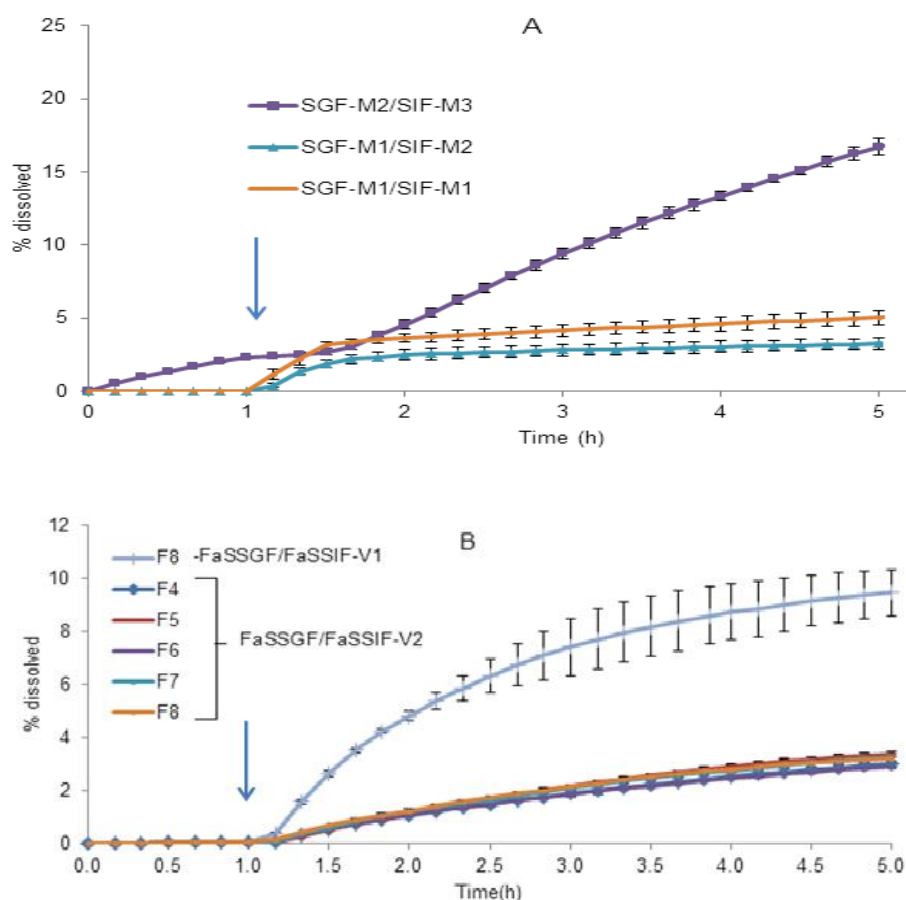 A
25
20
15
10
5
0
% dissolved
SGF-M2/SIF-M3
SGF-M1/SIF-M2
SGF-M1/SIF-M1
0 1 2 3 4 5
Time (h)
B
12
10
8
6
4
2
0
% dissolved
F8 -FaSSGF/FaSSIF-V1
F4
F5
F6
F7
F8
FaSSGF/FaSSIF-V2
0.0 0.5 1.0 1.5 2.0 2.5 3.0 3.5 4.0 4.5 5.0
Time(h)